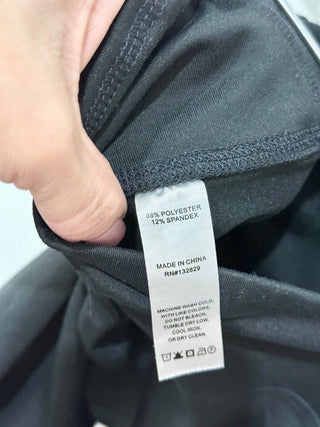 88% POLYESTER
12% SPANDEX
MADE IN CHINA
RN#132829
MACHINE WASH COLD,
WITH LIKE COLORS,
DO NOT BLEACH,
TUMBLE DRY LOW,
COOL IRON,
OR DRY CLEAN.